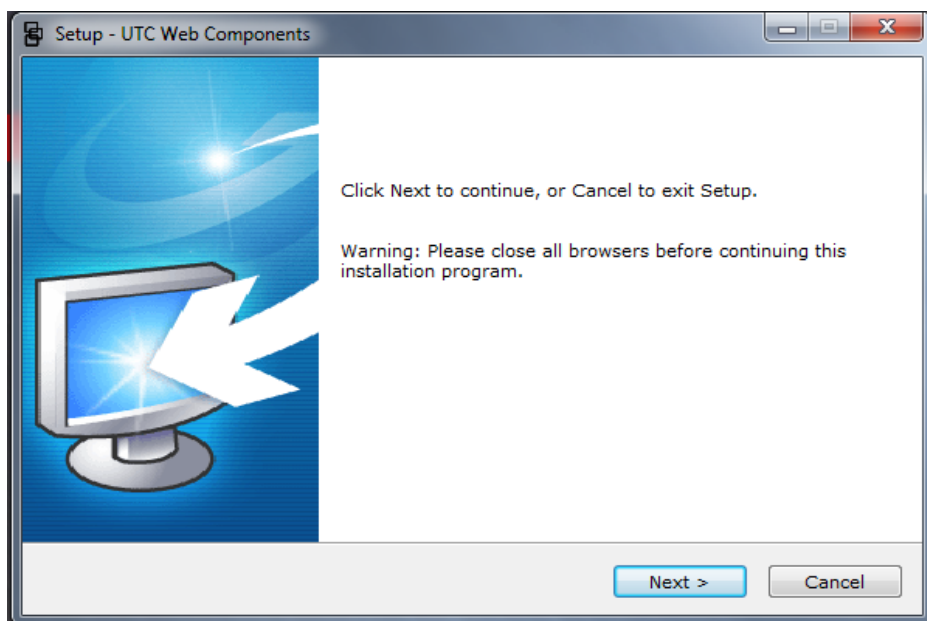 Setup - UTC Web Components
Click Next to continue, or Cancel to exit Setup.
Warning: Please close all browsers before continuing this
installation program.
Next >
Cancel